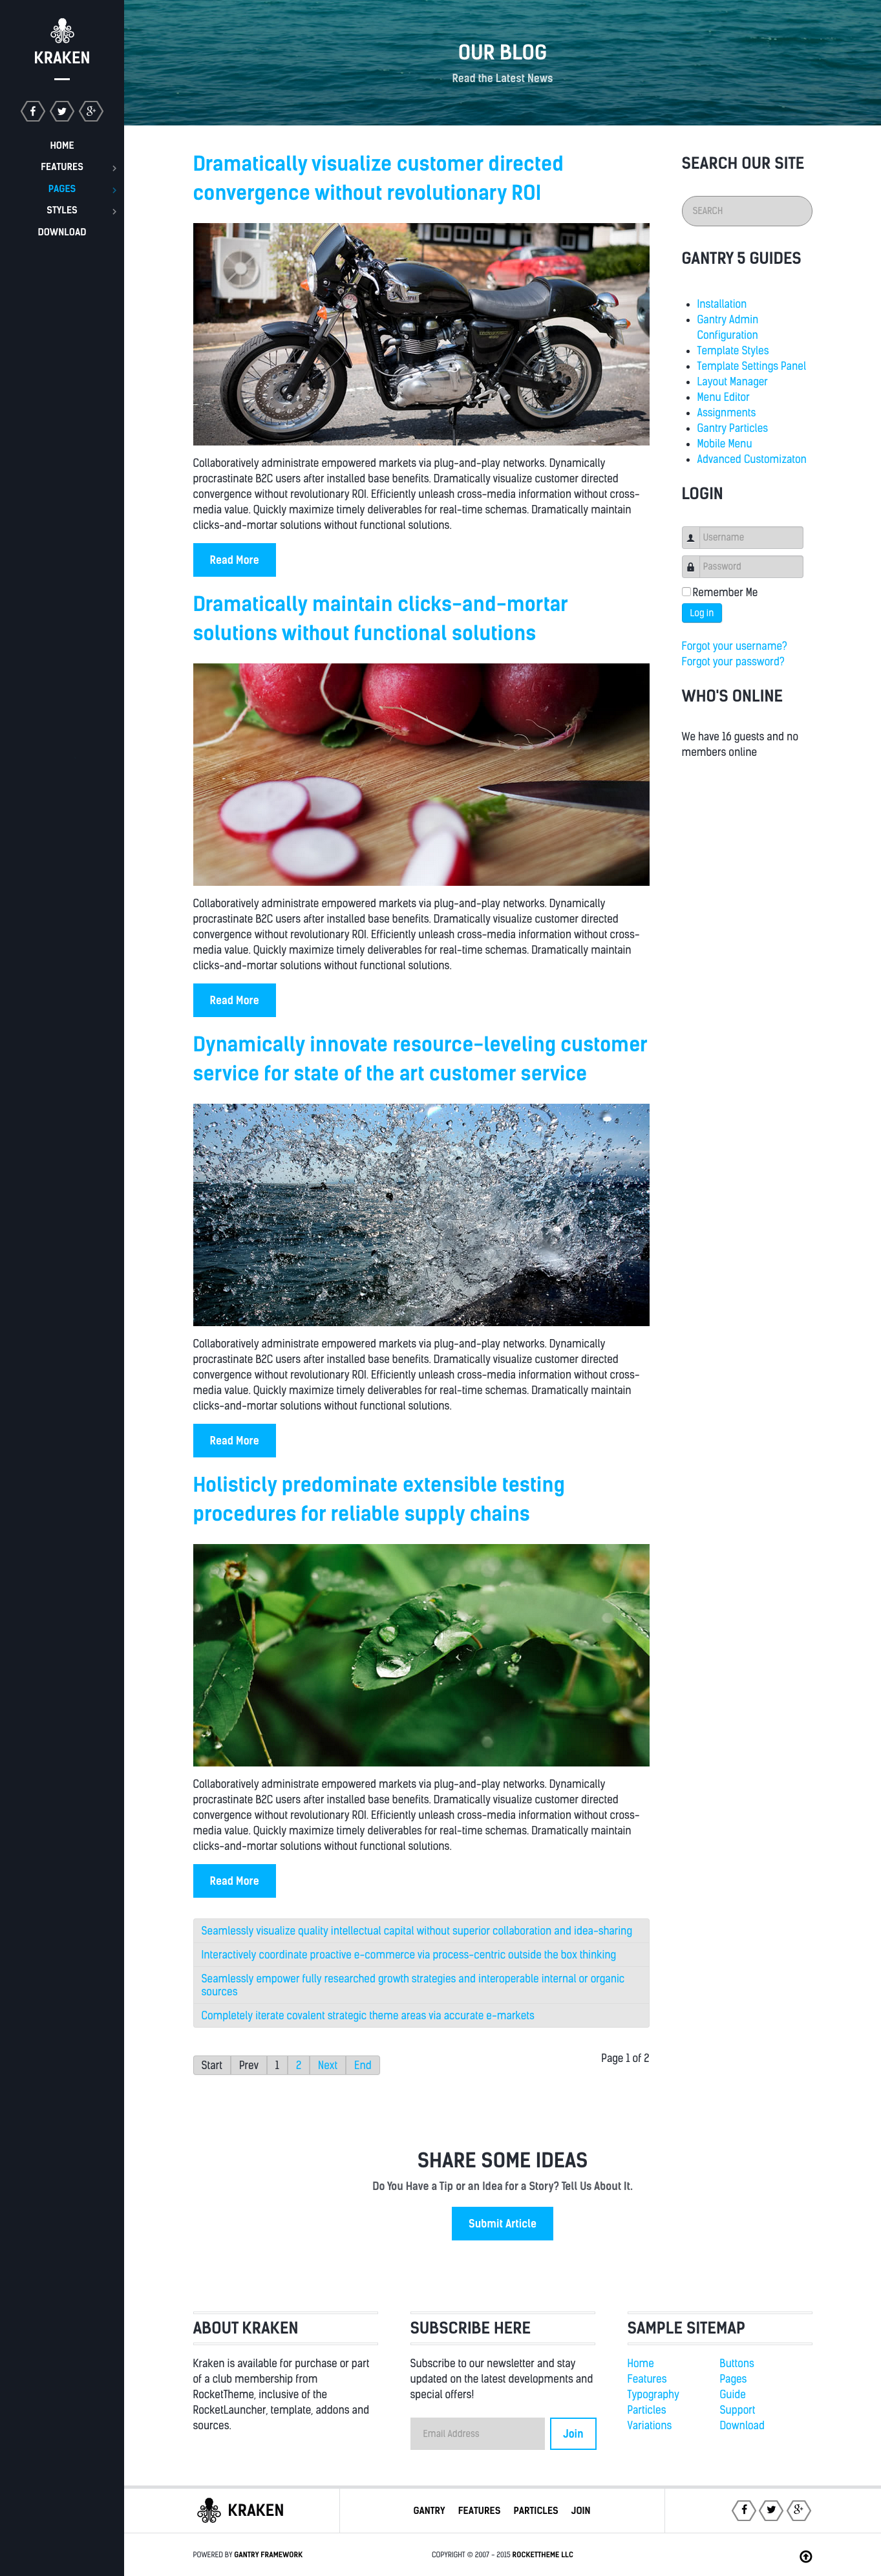 KRAKEN
HOME
FEATURES
PAGES
STYLES
DOWNLOAD
OUR BLOG
Read the Latest News
Dramatically visualize customer directed
convergence without revolutionary ROI
Collaboratively administrate empowered markets via plug-and-play networks. Dynamically
procrastinate B2C users after installed base benefits. Dramatically visualize customer directed
convergence without revolutionary ROI. Efficiently unleash cross-media information without cross-
media value. Quickly maximize timely deliverables for real-time schemas. Dramatically maintain
clicks-and-mortar solutions without functional solutions.
Read More
Dramatically maintain clicks-and-mortar
solutions without functional solutions
Collaboratively administrate empowered markets via plug-and-play networks. Dynamically
procrastinate B2C users after installed base benefits. Dramatically visualize customer directed
convergence without revolutionary ROI. Efficiently unleash cross-media information without cross-
media value. Quickly maximize timely deliverables for real-time schemas. Dramatically maintain
clicks-and-mortar solutions without functional solutions.
Read More
Dynamically innovate resource-leveling customer
service for state of the art customer service
Collaboratively administrate empowered markets via plug-and-play networks. Dynamically
procrastinate B2C users after installed base benefits. Dramatically visualize customer directed
convergence without revolutionary ROI. Efficiently unleash cross-media information without cross-
media value. Quickly maximize timely deliverables for real-time schemas. Dramatically maintain
clicks-and-mortar solutions without functional solutions.
Read More
Holisticly predominate extensible testing
procedures for reliable supply chains
Collaboratively administrate empowered markets via plug-and-play networks. Dynamically
procrastinate B2C users after installed base benefits. Dramatically visualize customer directed
convergence without revolutionary ROI. Efficiently unleash cross-media information without cross-
media value. Quickly maximize timely deliverables for real-time schemas. Dramatically maintain
clicks-and-mortar solutions without functional solutions.
Read More
Seamlessly visualize quality intellectual capital without superior collaboration and idea-sharing
Interactively coordinate proactive e-commerce via process-centric outside the box thinking
Seamlessly empower fully researched growth strategies and interoperable internal or organic
sources
Completely iterate covalent strategic theme areas via accurate e-markets
Start Prev 1 2 Next End
Page 1 of 2
SEARCH OUR SITE
SEARCH
GANTRY 5 GUIDES
Installation
Gantry Admin
Configuration
Template Styles
Template Settings Panel
Layout Manager
Menu Editor
Assignments
Gantry Particles
Mobile Menu
Advanced Customizaton
LOGIN
Username
Password
Remember Me
Log in
Forgot your username?
Forgot your password?
WHO'S ONLINE
We have 16 guests and no
members online
SHARE SOME IDEAS
Do You Have a Tip or an Idea for a Story? Tell Us About It.
Submit Article
ABOUT KRAKEN
Kraken is available for purchase or part
of a club membership from
RocketTheme, inclusive of the
RocketLauncher, template, addons and
sources.
SUBSCRIBE HERE
Subscribe to our newsletter and stay
updated on the latest developments and
special offers!
Email Address
Join
SAMPLE SITEMAP
Home
Features
Typography
Particles
Variations
Buttons
Pages
Guide
Support
Download
KRAKEN
GANTRY FEATURES PARTICLES JOIN
POWERED BY GANTRY FRAMEWORK
COPYRIGHT © 2007 - 2015 ROCKETTHEME LLC